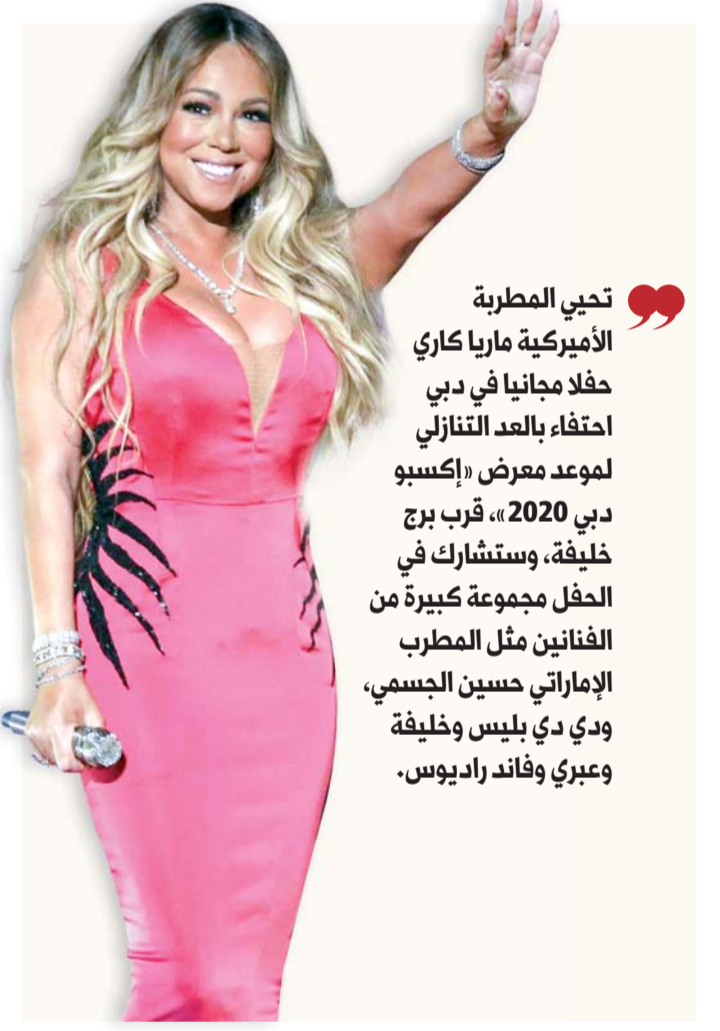 تحيي المطربة
الأميركية ماريا كاري
حفلا مجانيا في دبي
احتفاء بالعد التنازلي
لموعد معرض «إكسبو
دبي 2020»، قرب برج
خليفة، وستشارك في
الحفل مجموعة كبيرة من
الفنانين مثل المطرب
الإماراتي حسين الجسمي،
ودي دي بليس وخليفة
وعبري وفاند راديوس.